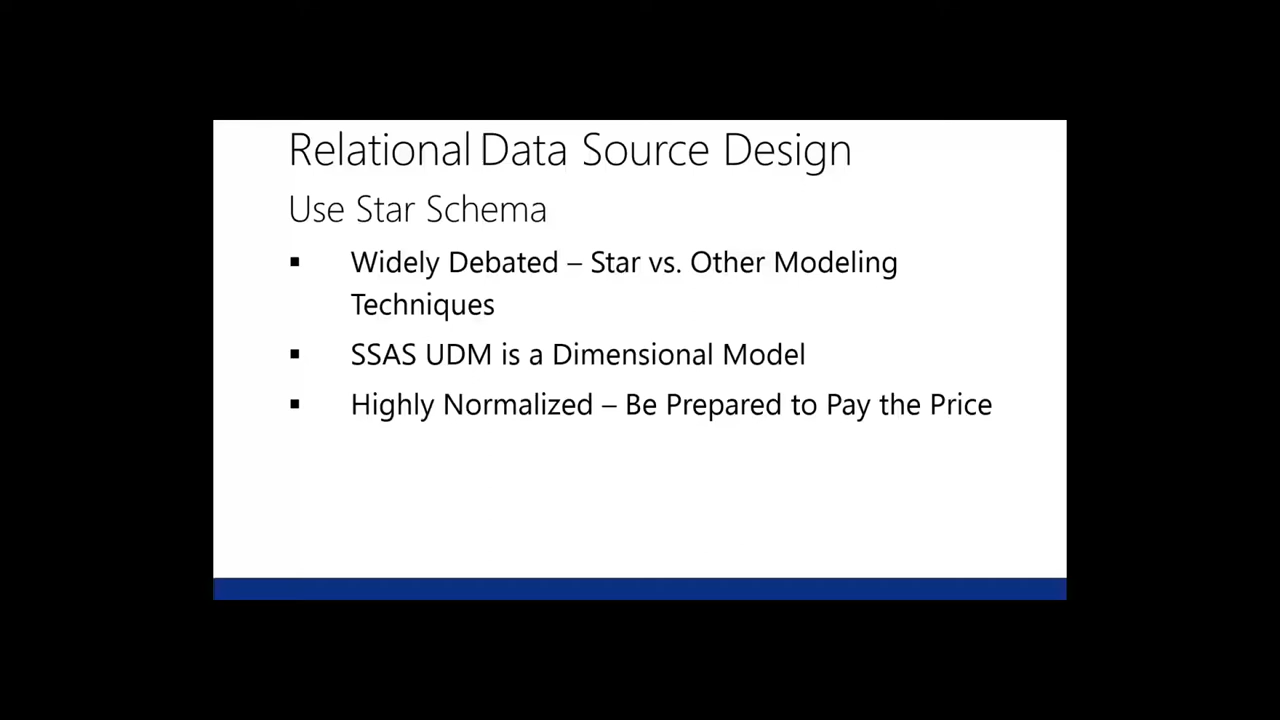 Relational Data Source Design
Use Star Schema
▪ Widely Debated – Star vs. Other Modeling
Techniques
▪ SSAS UDM is a Dimensional Model
▪ Highly Normalized – Be Prepared to Pay the Price